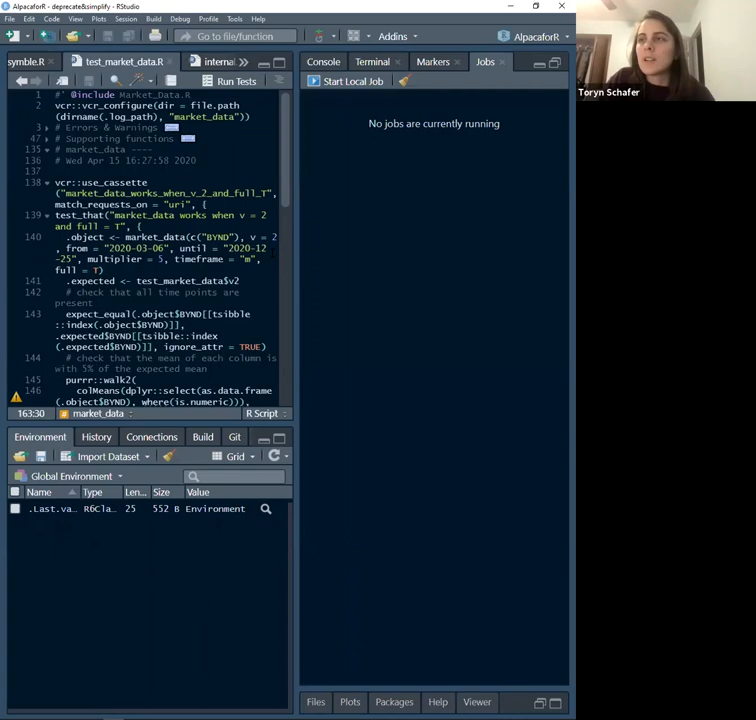 AlpacaforR - deprecate&simplify - RStudio
File Edit Code View Plots Session Build Debug Profile Tools Help
Go to file/function Addins AlpacaforR
symble.R test_market_data.R internal
Run Tests
1 #' @include Market_Data.R
2 vcr::vcr_configure(dir = file.path
(dirname(.log_path), "market_data"))
3 # Errors & Warnings
47 # Supporting functions
135 # market_data ----
136 # Wed Apr 15 16:27:58 2020
137
138 vcr::use_cassette
("market_data_works_when_v_2_and_full_T",
match_requests_on = "uri", {
139 test_that("market_data works when v = 2
and full = T", {
140 .object <- market_data(c("BYND"), v = 2
, from = "2020-03-06", until = "2020-12
-25", multiplier = 5, timeframe = "m",
full = T)
141 .expected <- test_market_data$v2
142 # check that all time points are
present
143 expect_equal(.object$BYND[[tsibble
::index(.object$BYND)]],
.expected$BYND[[tsibble::index
(.expected$BYND)]], ignore_attr = TRUE)
144 # check that the mean of each column is
with 5% of the expected mean
145 purrr::walk2(
146 colMeans(dplyr::select(as.data.frame
(.object$BYND), where(is.numeric))),
163:30 market_data R Script
Environment History Connections Build Git
Import Dataset Grid
Global Environment
Name Type Len... Size Value
.Last.va... R6Cla... 25 552 B Environment
Console Terminal Markers Jobs
Start Local Job
No jobs are currently running
Files Plots Packages Help Viewer
Toryn Schafer